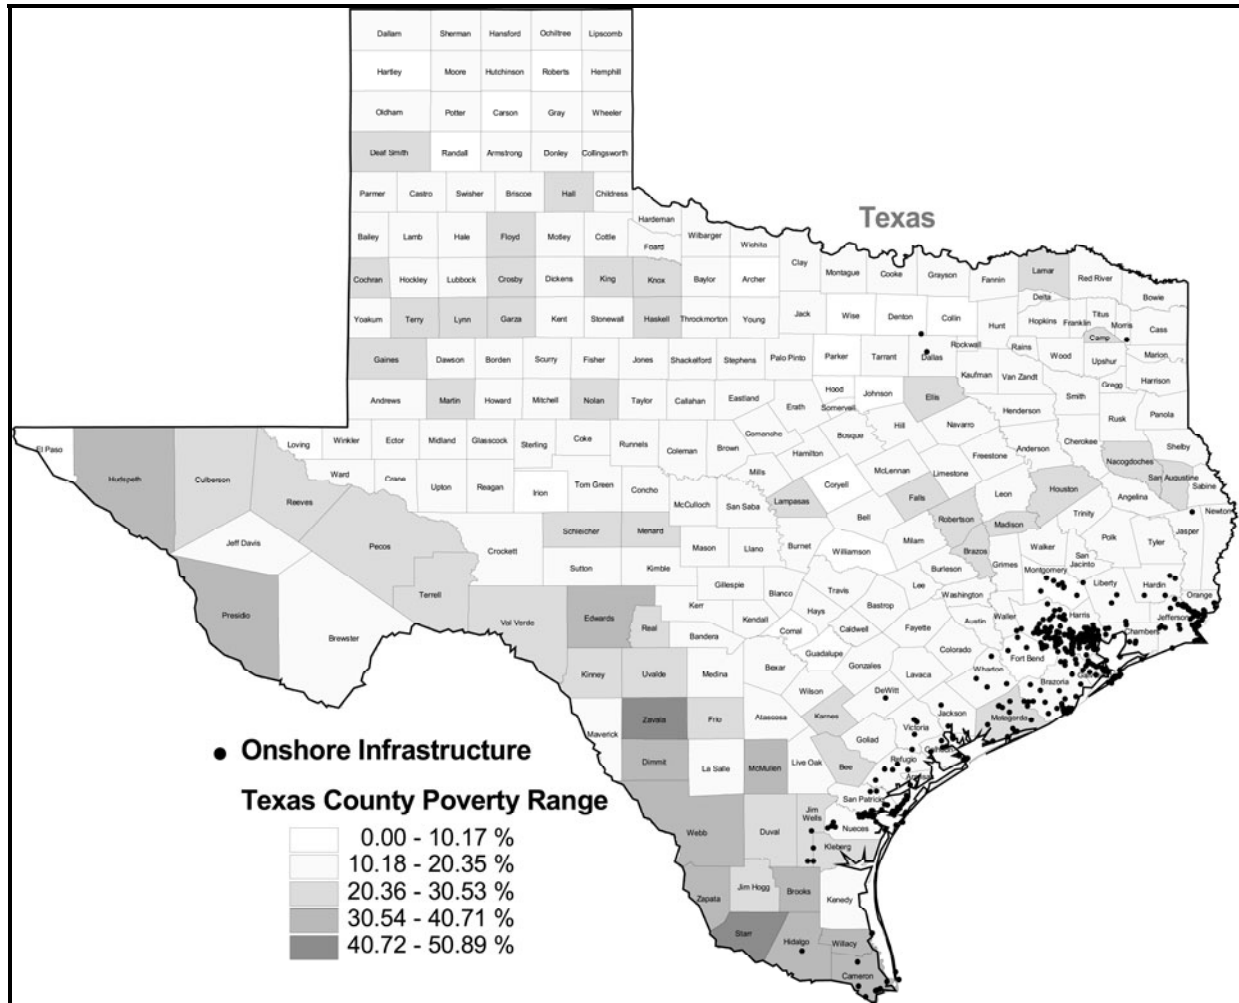 Dallam Sherman Hansford Ochiltree Lipscomb
Hartley Moore Hutchinson Roberts Hemphill
Oldham Potter Carson Gray Wheeler
Deaf Smith Randall Armstrong Donley Collingsworth
Parmer Castro Swisher Briscoe Hall Childress
Hardeman
Texas
Bailey Lamb Hale Floyd Motley Cottle Foard Wilbarger Wichita
Cochran Hockley Lubbock Crosby Dickens King Knox Baylor Archer Clay Montague Cooke Grayson Fannin Lamar Red River Bowie
Delta
Yoakum Terry Lynn Garza Kent Stonewall Haskell Throckmorton Young Jack Wise Denton Collin Hunt Hopkins Franklin Titus Morris Cass
Camp
Gaines Dawson Borden Scurry Fisher Jones Shackelford Stephens Palo Pinto Parker Tarrant Dallas Rockwall Rains Wood Upshur Marion
Kaufman Van Zandt Gregg Harrison
Andrews Martin Howard Mitchell Nolan Taylor Callahan Eastland Erath Hood Somervell Johnson Ellis Henderson Smith Rusk Panola
El Paso Hudspeth Culberson Reeves Loving Winkler Ector Midland Glasscock Sterling Coke Runnels Coleman Brown Comanche Hamilton Bosque Hill Navarro Freestone Anderson Cherokee Nacogdoches Shelby
Ward Crane Upton Reagan Irion Tom Green Concho McCulloch San Saba Mills Lampasas Coryell McLennan Limestone Falls Leon Houston Angelina San Augustine Sabine
Jeff Davis Pecos Crockett Schleicher Menard Mason Llano Burnet Bell Milam Robertson Madison Trinity Polk Tyler Jasper Newton
Brazos Walker San Jacinto
Terrell Sutton Kimble Gillespie Blanco Williamson Burleson Grimes Montgomery Liberty Hardin Orange
Presidio Brewster Val Verde Edwards Real Kerr Kendall Bandera Comal Hays Travis Caldwell Bastrop Lee Washington Fayette Austin Waller Harris Chambers Jefferson
Kinney Uvalde Medina Bexar Guadalupe Wilson Gonzales Lavaca Colorado Wharton Fort Bend Brazoria
Maverick Zavala Frio Atascosa Karnes DeWitt Victoria Jackson Matagorda
Goliad Calhoun
Dimmit La Salle McMullen Live Oak Bee Refugio
San Patricio
Webb Duval Jim Wells Nueces
Kleberg
Zapata Jim Hogg Brooks Kenedy
Starr Hidalgo Willacy
Cameron
Onshore Infrastructure
Texas County Poverty Range
0.00 - 10.17 %
10.18 - 20.35 %
20.36 - 30.53 %
30.54 - 40.71 %
40.72 - 50.89 %